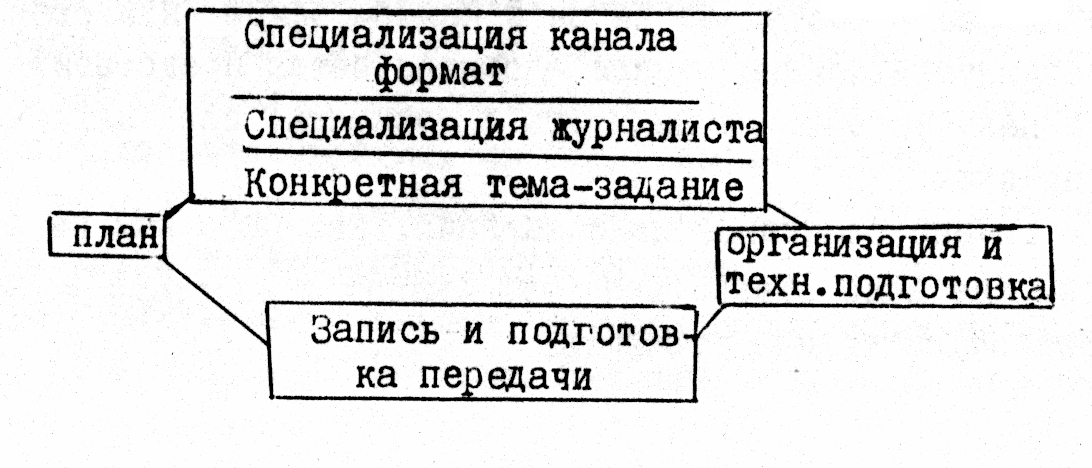 Специализация канала
формат
Специализация журналиста
Конкретная тема-задание
план
организация и
техн.подготовка
Запись и подготов-
ка передачи